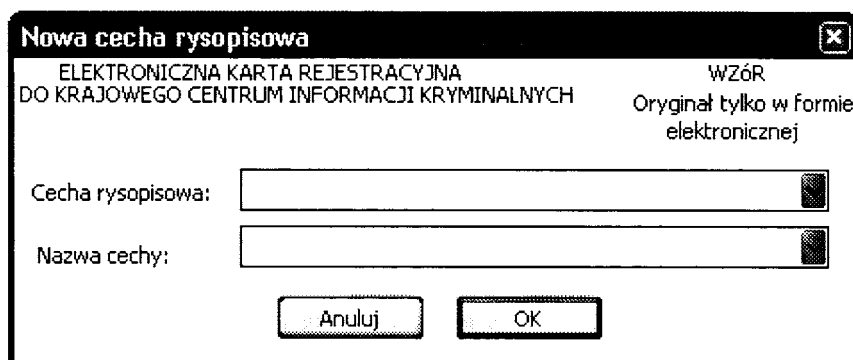 Nowa cecha rysopisowa
ELEKTRONICZNA KARTA REJESTRACYJNA
DO KRAJOWEGO CENTRUM INFORMACJI KRYMINALNYCH
WZóR
Oryginał tylko w formie
elektronicznej
Cecha rysopisowa:
Nazwa cechy:
Anuluj
OK